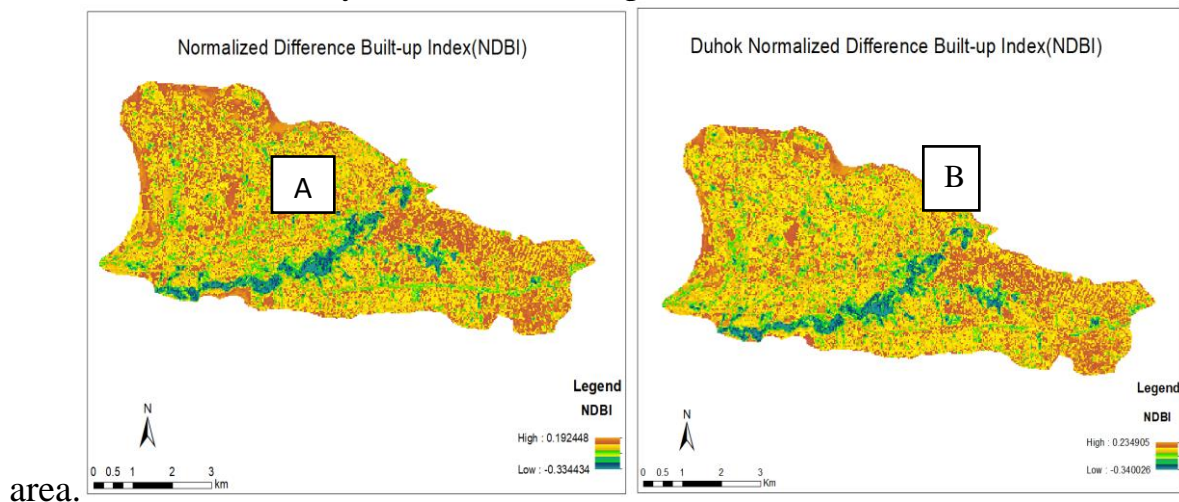 Normalized Difference Built-up Index(NDBI)
A
N
0 0.5 1 2 3
Km
Legend
NDBI
High : 0.192448
Low : -0.334434
Duhok Normalized Difference Built-up Index(NDBI)
B
N
0 0.5 1 2 3
Km
Legend
NDBI
High : 0.234905
Low : -0.340026
area.